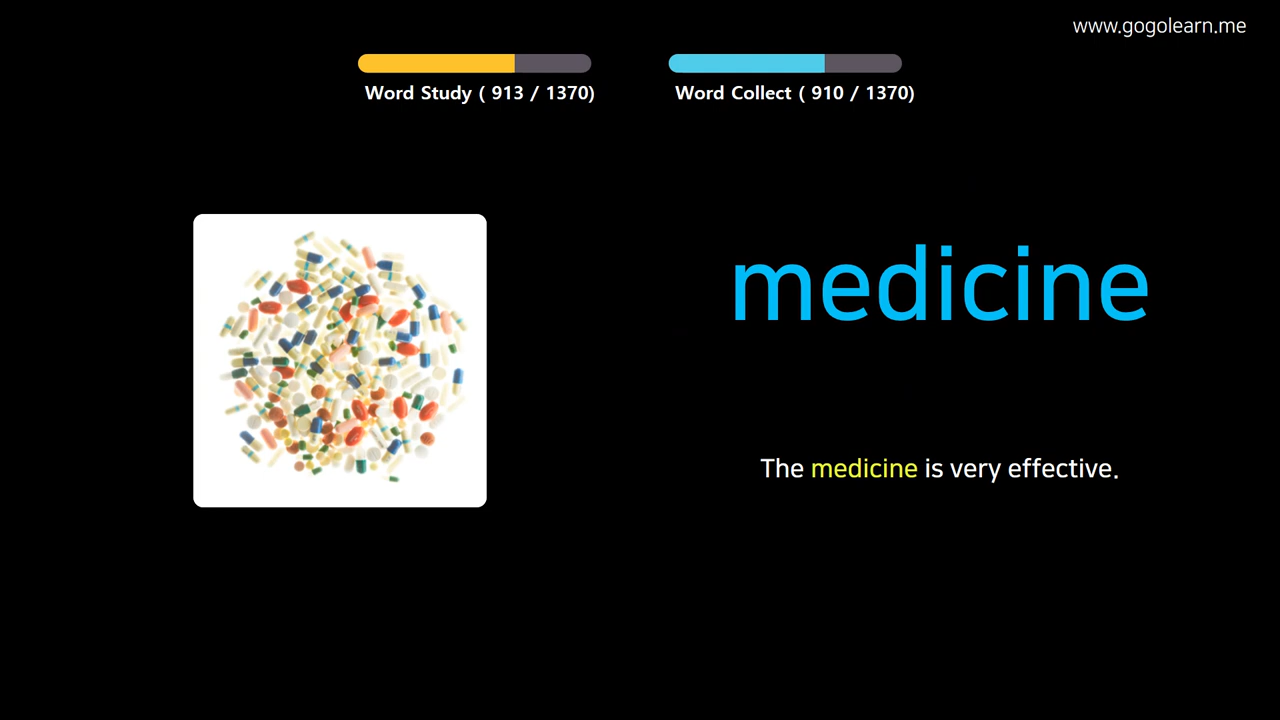 www.gogolearn.me
Word Study ( 913 / 1370)
Word Collect ( 910 / 1370)
medicine
The medicine is very effective.